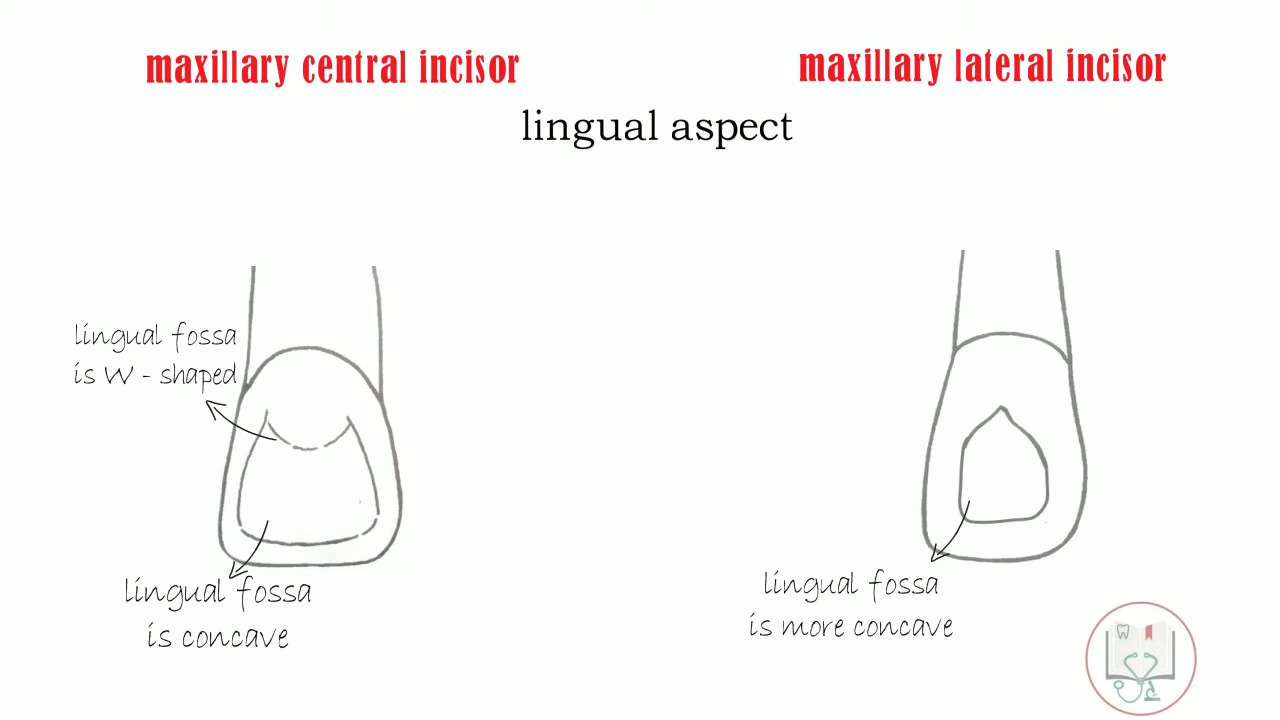 maxillary central incisor
maxillary lateral incisor
lingual aspect
lingual fossa
is W - shaped
lingual fossa
is concave
lingual fossa
is more concave